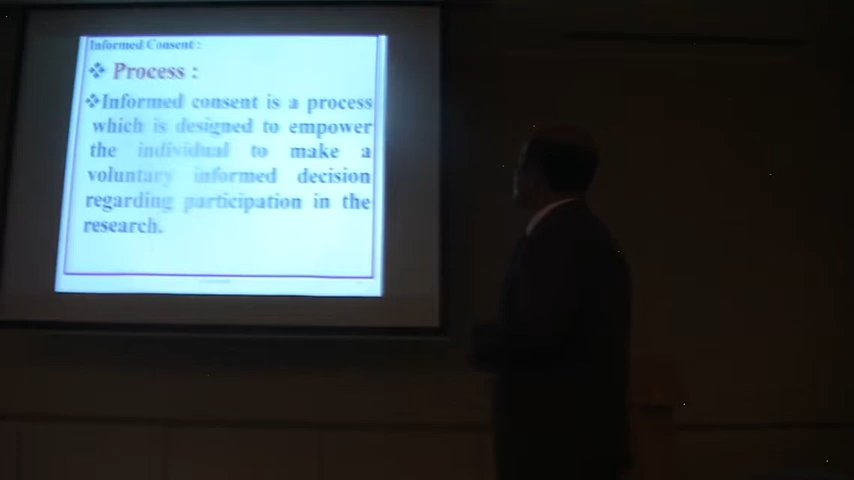 Informed Consent :
❖ Process :
❖Informed consent is a process
which is designed to empower
the individual to make a
voluntary informed decision
regarding participation in the
research.